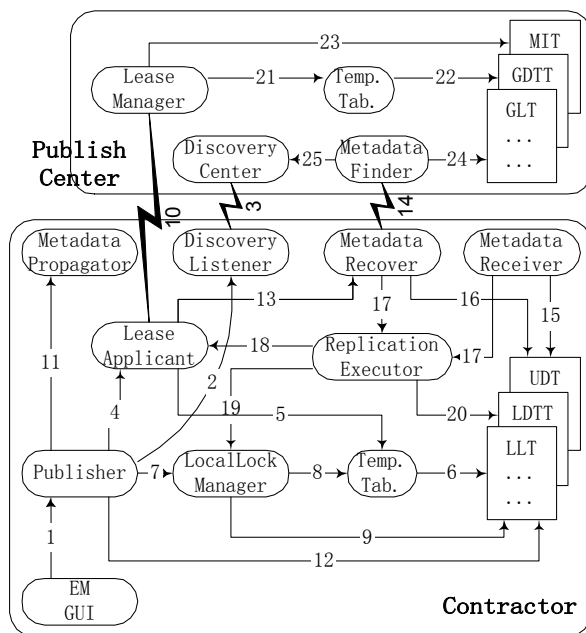 23
MIT
Lease
Manager
21
Temp.
Tab.
22
GDTT
GLT
...
...
Publish
Center
Discovery
Center
25
Metadata
Finder
24
10
3
14
Metadata
Propagator
Discovery
Listener
Metadata
Recover
Metadata
Receiver
13
17
16
15
11
Lease
Applicant
18
Replication
Executor
17
UDT
4
2
19
5
20
LDTT
LLT
...
...
Publisher
7
LocalLock
Manager
8
Temp.
Tab.
6
9
1
12
EM
GUI
Contractor